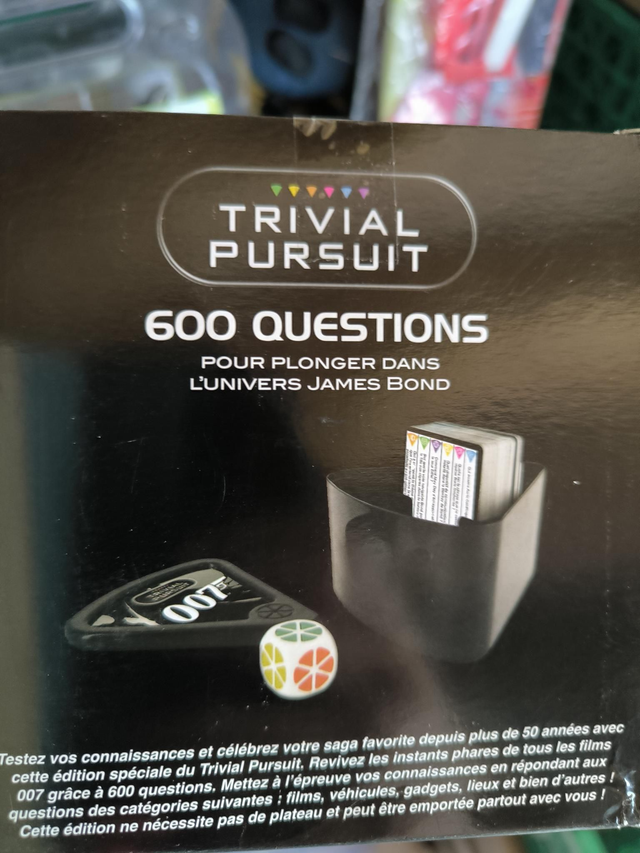 TRIVIAL
PURSUIT
600 QUESTIONS
POUR PLONGER DANS
L'UNIVERS JAMES BOND
TRIVIAL
PURSUIT
007
Testez vos connaissances et célébrez votre saga favorite depuis plus de 50 années avec
cette édition spéciale du Trivial Pursuit. Revivez les instants phares de tous les films
007 grâce à 600 questions. Mettez à l'épreuve vos connaissances en répondant aux
questions des catégories suivantes : films, véhicules, gadgets, lieux et bien d'autres !
Cette édition ne nécessite pas de plateau et peut être emportée partout avec vous !